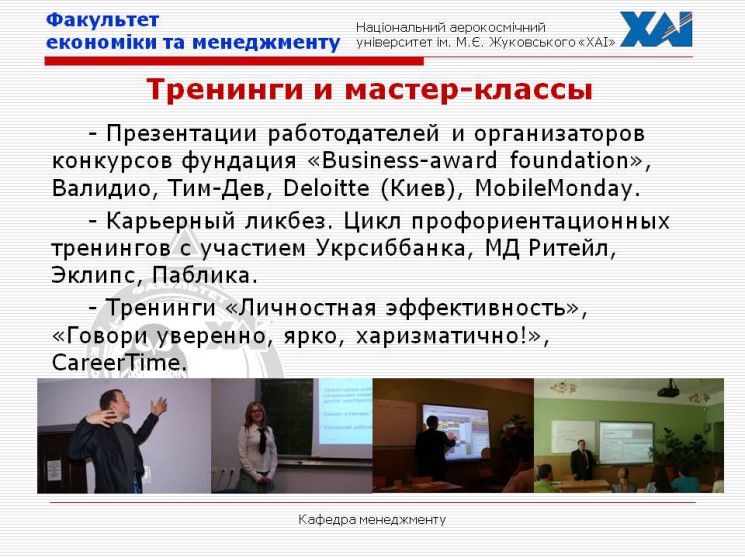 Факультет
економіки та менеджменту
Національний аерокосмічний
університет ім. М.Є. Жуковського «ХАІ»
ХАІ
Тренинги и мастер-классы
- Презентации работодателей и организаторов
конкурсов фундация «Business-award foundation»,
Валидио, Тим-Дев, Deloitte (Киев), MobileMonday.
- Карьерный ликбез. Цикл профориентационных
тренингов с участием Укрсиббанка, МД Ритейл,
Эклипс, Паблика.
- Тренинги «Личностная эффективность»,
«Говори уверенно, ярко, харизматично!»,
CareerTime.
Кафедра менеджменту